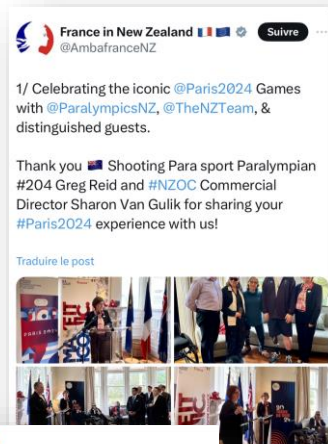 France in New Zealand 🇫🇷 🇪🇺
Suivre
@AmbafranceNZ
1/ Celebrating the iconic @Paris2024 Games
with @ParalympicsNZ, @TheNZTeam, &
distinguished guests.
Thank you 🇳🇿 Shooting Para sport Paralympian
#204 Greg Reid and #NZOC Commercial
Director Sharon Van Gulik for sharing your
#Paris2024 experience with us!
Traduire le post
PARIS 2024